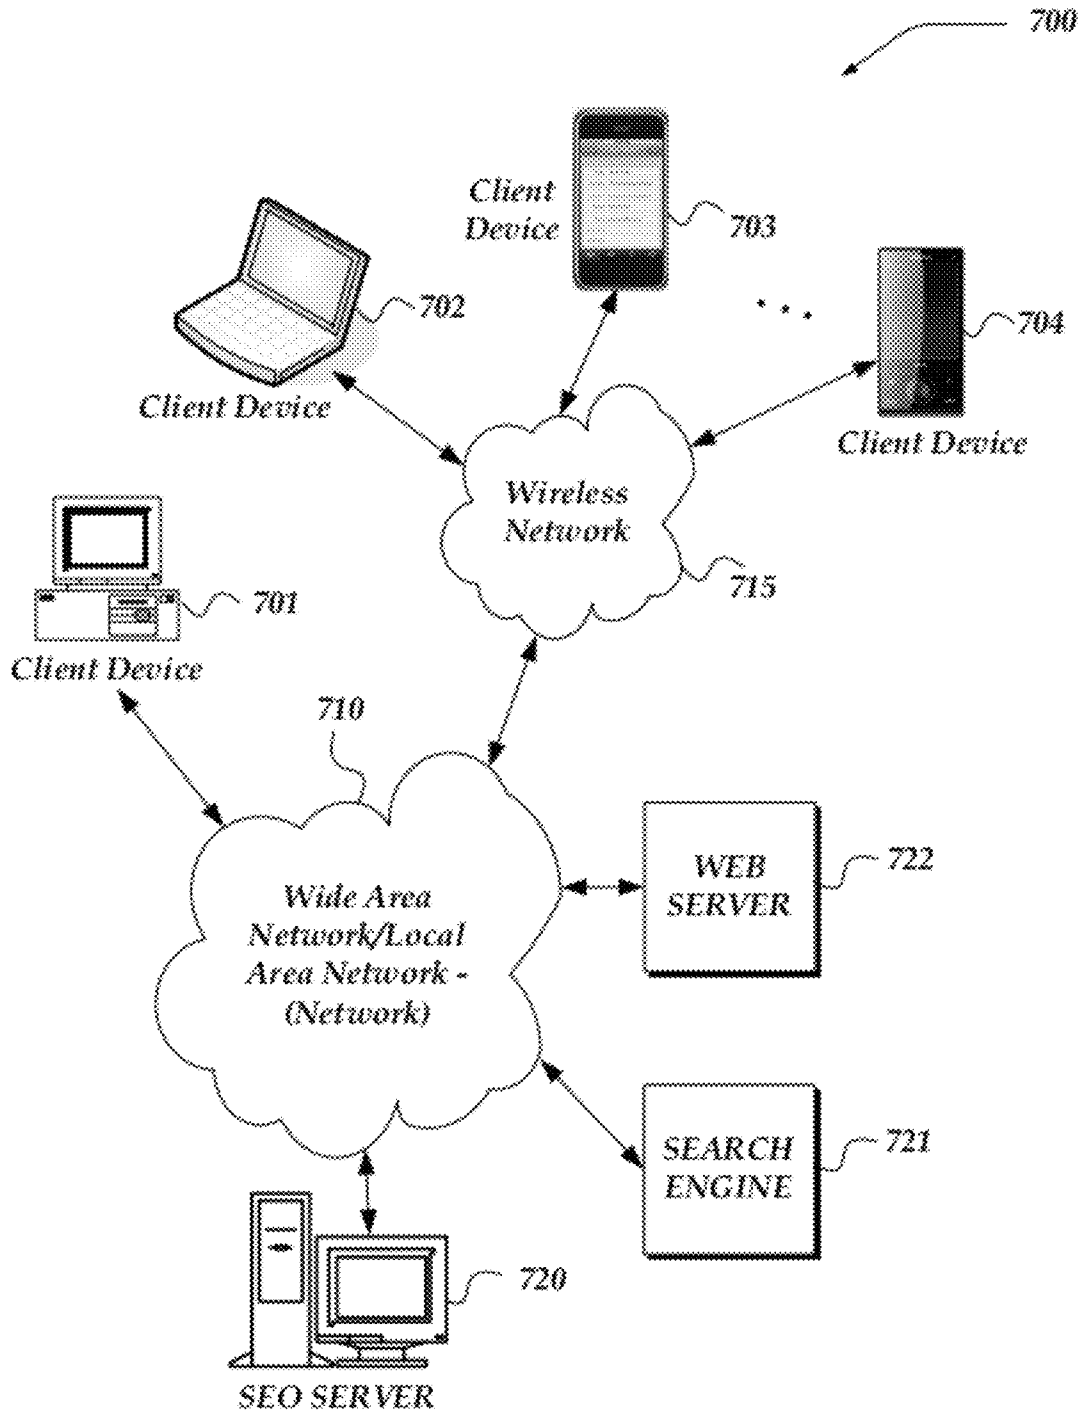 700
Client
Device
703
702
704
Client Device
Client Device
Wireless
Network
715
701
Client Device
710
WEB
SERVER
722
Wide Area
Network/Local
Area Network -
(Network)
SEARCH
ENGINE
721
720
SEO SERVER